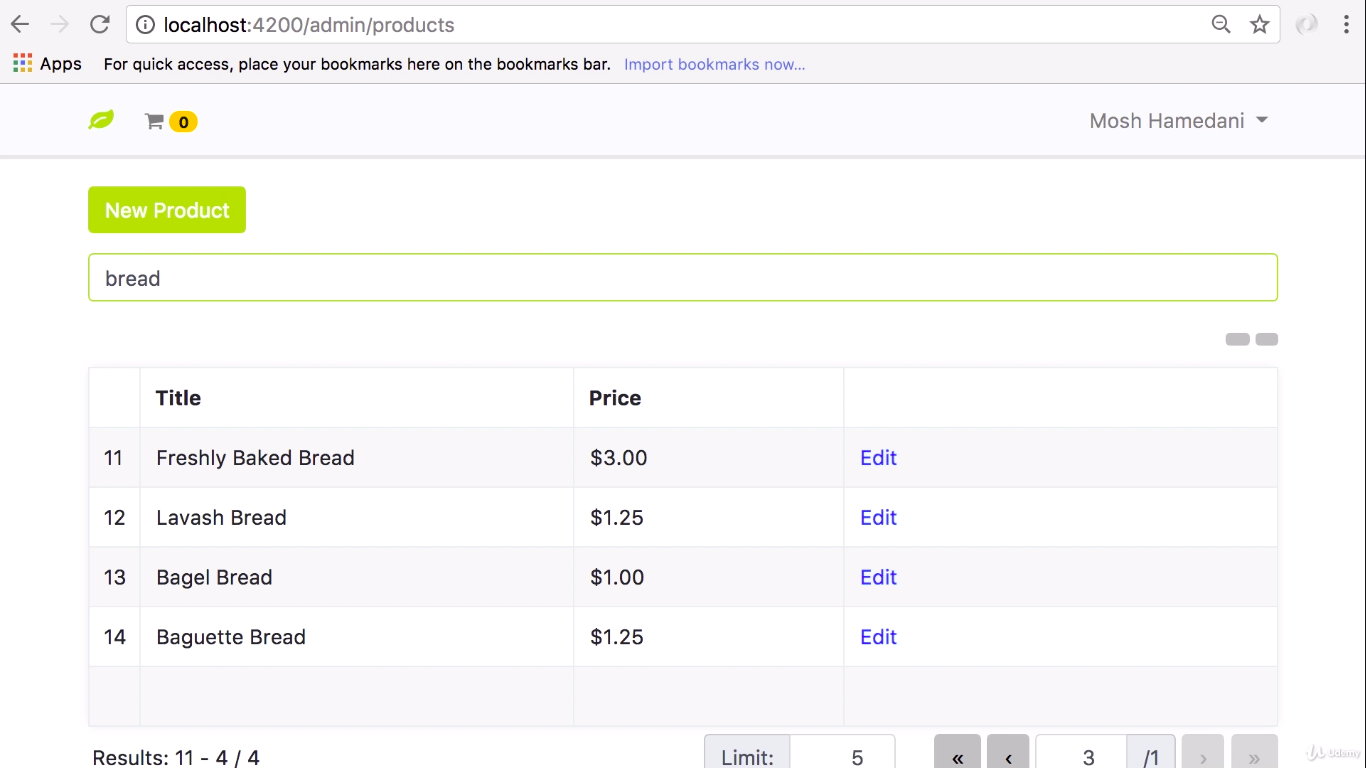 localhost:4200/admin/products
Apps For quick access, place your bookmarks here on the bookmarks bar. Import bookmarks now...
0 Mosh Hamedani
New Product
bread
Title Price
11 Freshly Baked Bread $3.00 Edit
12 Lavash Bread $1.25 Edit
13 Bagel Bread $1.00 Edit
14 Baguette Bread $1.25 Edit
Results: 11 - 4 / 4 Limit: 5 « ‹ 3 /1 › »
Udemy